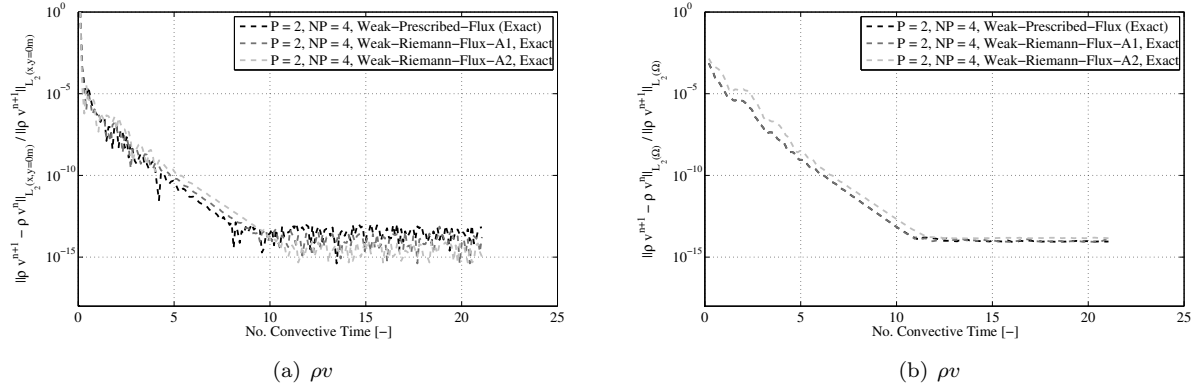 ||ρ v^{n+1} − ρ v^n||_{L_2(x,y=0m)} / ||ρ v^{n+1}||_{L_2(x,y=0m)}
10^0
10^{−5}
10^{−10}
10^{−15}
P = 2, NP = 4, Weak−Prescribed−Flux (Exact)
P = 2, NP = 4, Weak−Riemann−Flux−A1, Exact
P = 2, NP = 4, Weak−Riemann−Flux−A2, Exact
0 5 10 15 20 25
No. Convective Time [−]
(a) ρv
||ρ v^{n+1} − ρ v^n||_{L_2(Ω)} / ||ρ v^{n+1}||_{L_2(Ω)}
10^0
10^{−5}
10^{−10}
10^{−15}
P = 2, NP = 4, Weak−Prescribed−Flux (Exact)
P = 2, NP = 4, Weak−Riemann−Flux−A1, Exact
P = 2, NP = 4, Weak−Riemann−Flux−A2, Exact
0 5 10 15 20 25
No. Convective Time [−]
(b) ρv